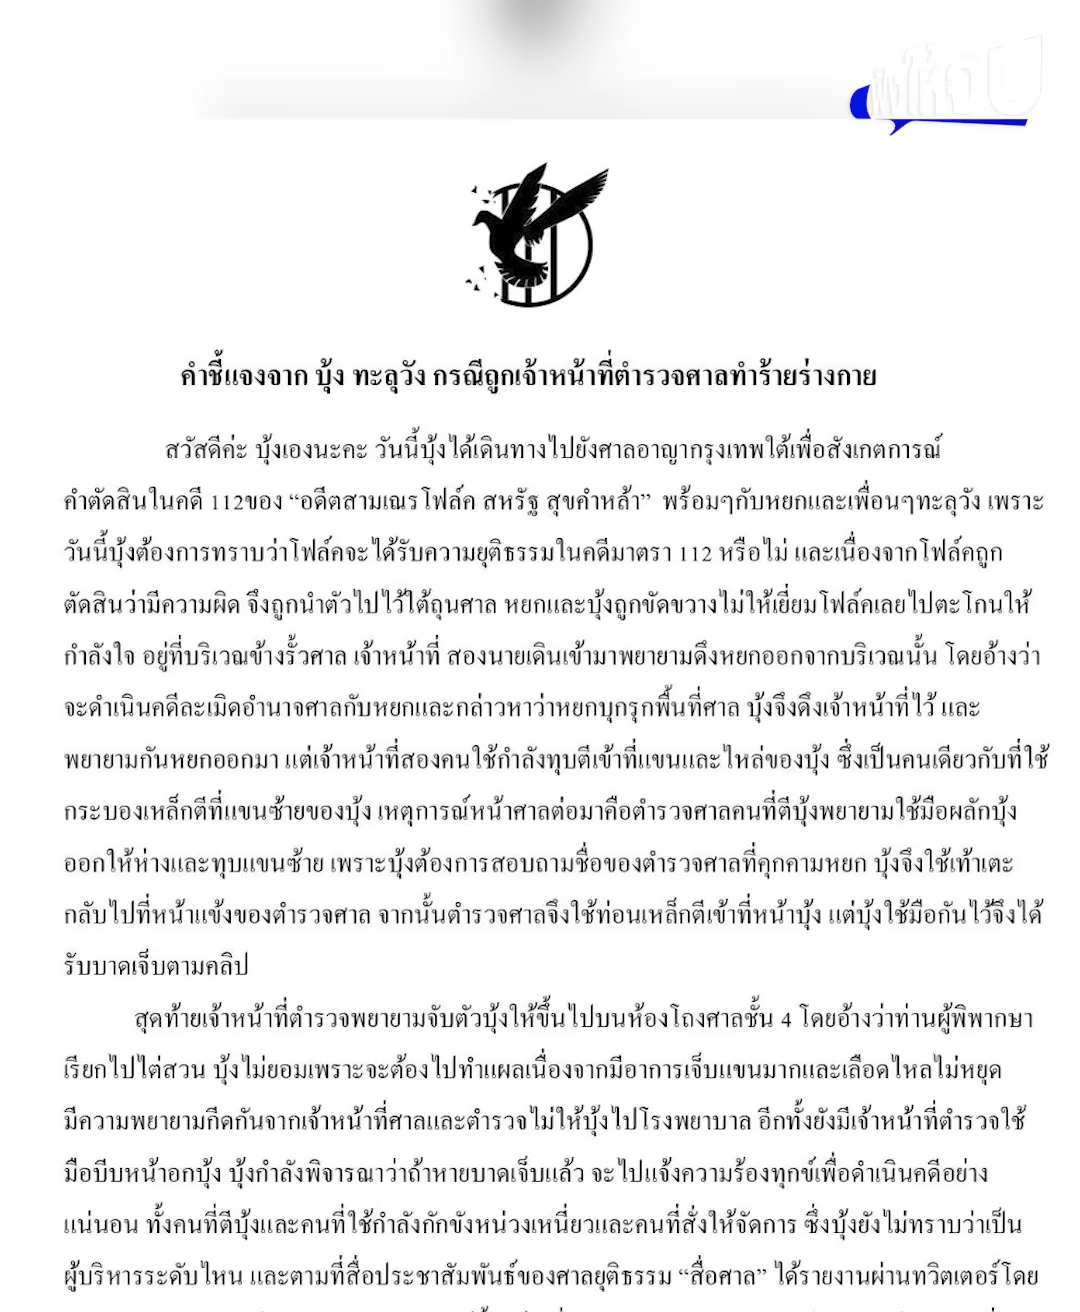 ฟังให้จบ
คำชี้แจงจาก บุ้ง ทะลุวัง กรณีถูกเจ้าหน้าที่ตำรวจศาลทำร้ายร่างกาย
สวัสดีค่ะ บุ้งเองนะคะ วันนี้บุ้งได้เดินทางไปยังศาลอาญากรุงเทพใต้เพื่อสังเกตการณ์
คำตัดสินในคดี 112ของ “อดีตสามเณรโฟล์ค สหรัฐ สุขคำหล้า” พร้อมๆกับหยกและเพื่อนๆทะลุวัง เพราะ
วันนี้บุ้งต้องการทราบว่าโฟล์คจะได้รับความยุติธรรมในคดีมาตรา 112 หรือไม่ และเนื่องจากโฟล์คถูก
ตัดสินว่ามีความผิด จึงถูกนำตัวไปไว้ใต้ถุนศาล หยกและบุ้งถูกขัดขวางไม่ให้เยี่ยมโฟล์คเลยไปตะโกนให้
กำลังใจ อยู่ที่บริเวณข้างรั้วศาล เจ้าหน้าที่ สองนายเดินเข้ามาพยายามดึงหยกออกจากบริเวณนั้น โดยอ้างว่า
จะดำเนินคดีละเมิดอำนาจศาลกับหยกและกล่าวหาว่าหยกบุกรุกพื้นที่ศาล บุ้งจึงดึงเจ้าหน้าที่ไว้ และ
พยายามกันหยกออกมา แต่เจ้าหน้าที่สองคนใช้กำลังทุบตีเข้าที่แขนและไหล่ของบุ้ง ซึ่งเป็นคนเดียวกับที่ใช้
กระบองเหล็กตีที่แขนซ้ายของบุ้ง เหตุการณ์หน้าศาลต่อมาคือตำรวจศาลคนที่ตีบุ้งพยายามใช้มือผลักบุ้ง
ออกให้ห่างและทุบแขนซ้าย เพราะบุ้งต้องการสอบถามชื่อของตำรวจศาลที่คุกคามหยก บุ้งจึงใช้เท้าเตะ
กลับไปที่หน้าแข้งของตำรวจศาล จากนั้นตำรวจศาลจึงใช้ท่อนเหล็กตีเข้าที่หน้าบุ้ง แต่บุ้งใช้มือกันไว้จึงได้
รับบาดเจ็บตามคลิป
สุดท้ายเจ้าหน้าที่ตำรวจพยายามจับตัวบุ้งให้ขึ้นไปบนห้องโถงศาลชั้น 4 โดยอ้างว่าท่านผู้พิพากษา
เรียกไปไต่สวน บุ้งไม่ยอมเพราะจะต้องไปทำแผลเนื่องจากมีอาการเจ็บแขนมากและเลือดไหลไม่หยุด
มีความพยายามกีดกันจากเจ้าหน้าที่ศาลและตำรวจไม่ให้บุ้งไปโรงพยาบาล อีกทั้งยังมีเจ้าหน้าที่ตำรวจใช้
มือบีบหน้าอกบุ้ง บุ้งกำลังพิจารณาว่าถ้าหายบาดเจ็บแล้ว จะไปแจ้งความร้องทุกข์เพื่อดำเนินคดีอย่าง
แน่นอน ทั้งคนที่ตีบุ้งและคนที่ใช้กำลังกักขังหน่วงเหนี่ยวและคนที่สั่งให้จัดการ ซึ่งบุ้งยังไม่ทราบว่าเป็น
ผู้บริหารระดับไหน และตามที่สื่อประชาสัมพันธ์ของศาลยุติธรรม “สื่อศาล” ได้รายงานผ่านทวิตเตอร์โดย